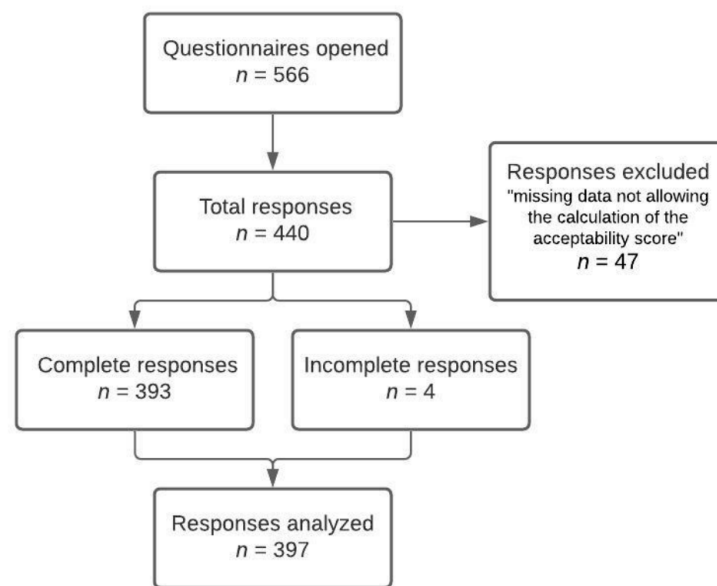 Questionnaires opened
n = 566
Total responses
n = 440
Responses excluded
"missing data not allowing
the calculation of the
acceptability score"
n = 47
Complete responses
n = 393
Incomplete responses
n = 4
Responses analyzed
n = 397